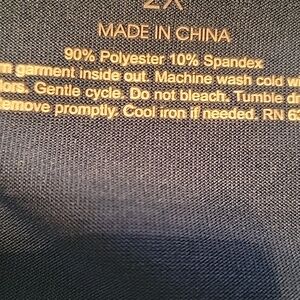 2X
MADE IN CHINA
90% Polyester 10% Spandex
garment inside out. Machine wash cold
Gentle cycle. Do not bleach. Tumble
promptly. Cool iron if needed. RN